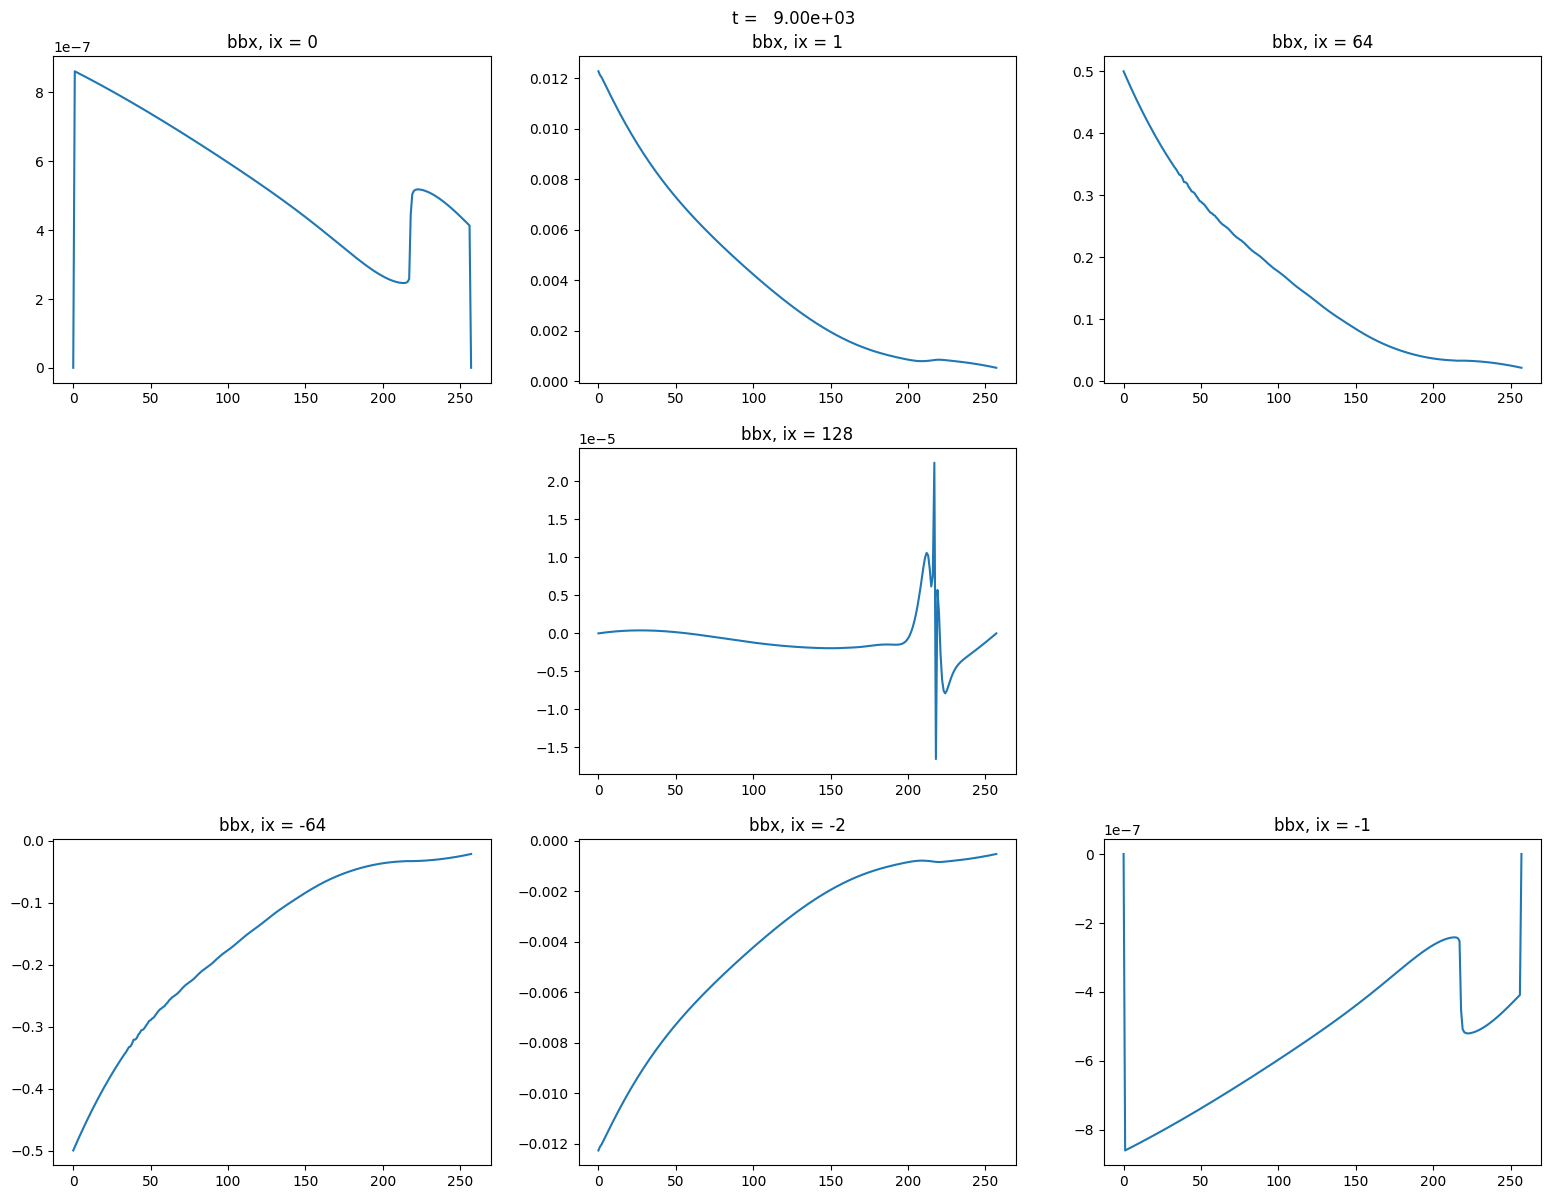 t =   9.00e+03
bbx, ix = 0
bbx, ix = 1
bbx, ix = 64
1e−7
8
6
4
2
0
0 50 100 150 200 250
0.012
0.010
0.008
0.006
0.004
0.002
0.000
0 50 100 150 200 250
0.5
0.4
0.3
0.2
0.1
0.0
0 50 100 150 200 250
bbx, ix = 128
1e−5
2.0
1.5
1.0
0.5
0.0
−0.5
−1.0
−1.5
0 50 100 150 200 250
bbx, ix = -64
bbx, ix = -2
bbx, ix = -1
0.0
−0.1
−0.2
−0.3
−0.4
−0.5
0 50 100 150 200 250
0.000
−0.002
−0.004
−0.006
−0.008
−0.010
−0.012
0 50 100 150 200 250
1e−7
0
−2
−4
−6
−8
0 50 100 150 200 250